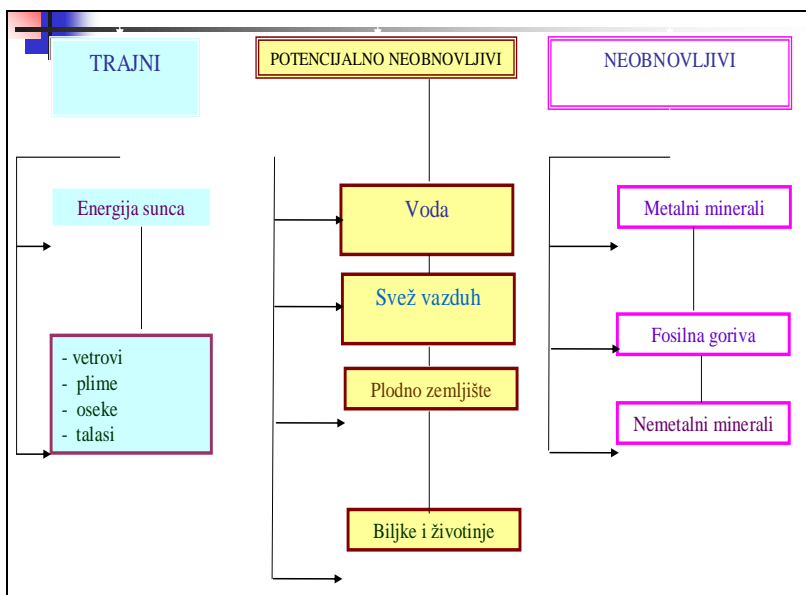 TRAJNI
Energija sunca
- vetrovi
- plime
- oseke
- talasi
POTENCIJALNO NEOBNOVLJIVI
Voda
Svež vazduh
Plodno zemljište
Biljke i životinje
NEOBNOVLJIVI
Metalni minerali
Fosilna goriva
Nemetalni minerali